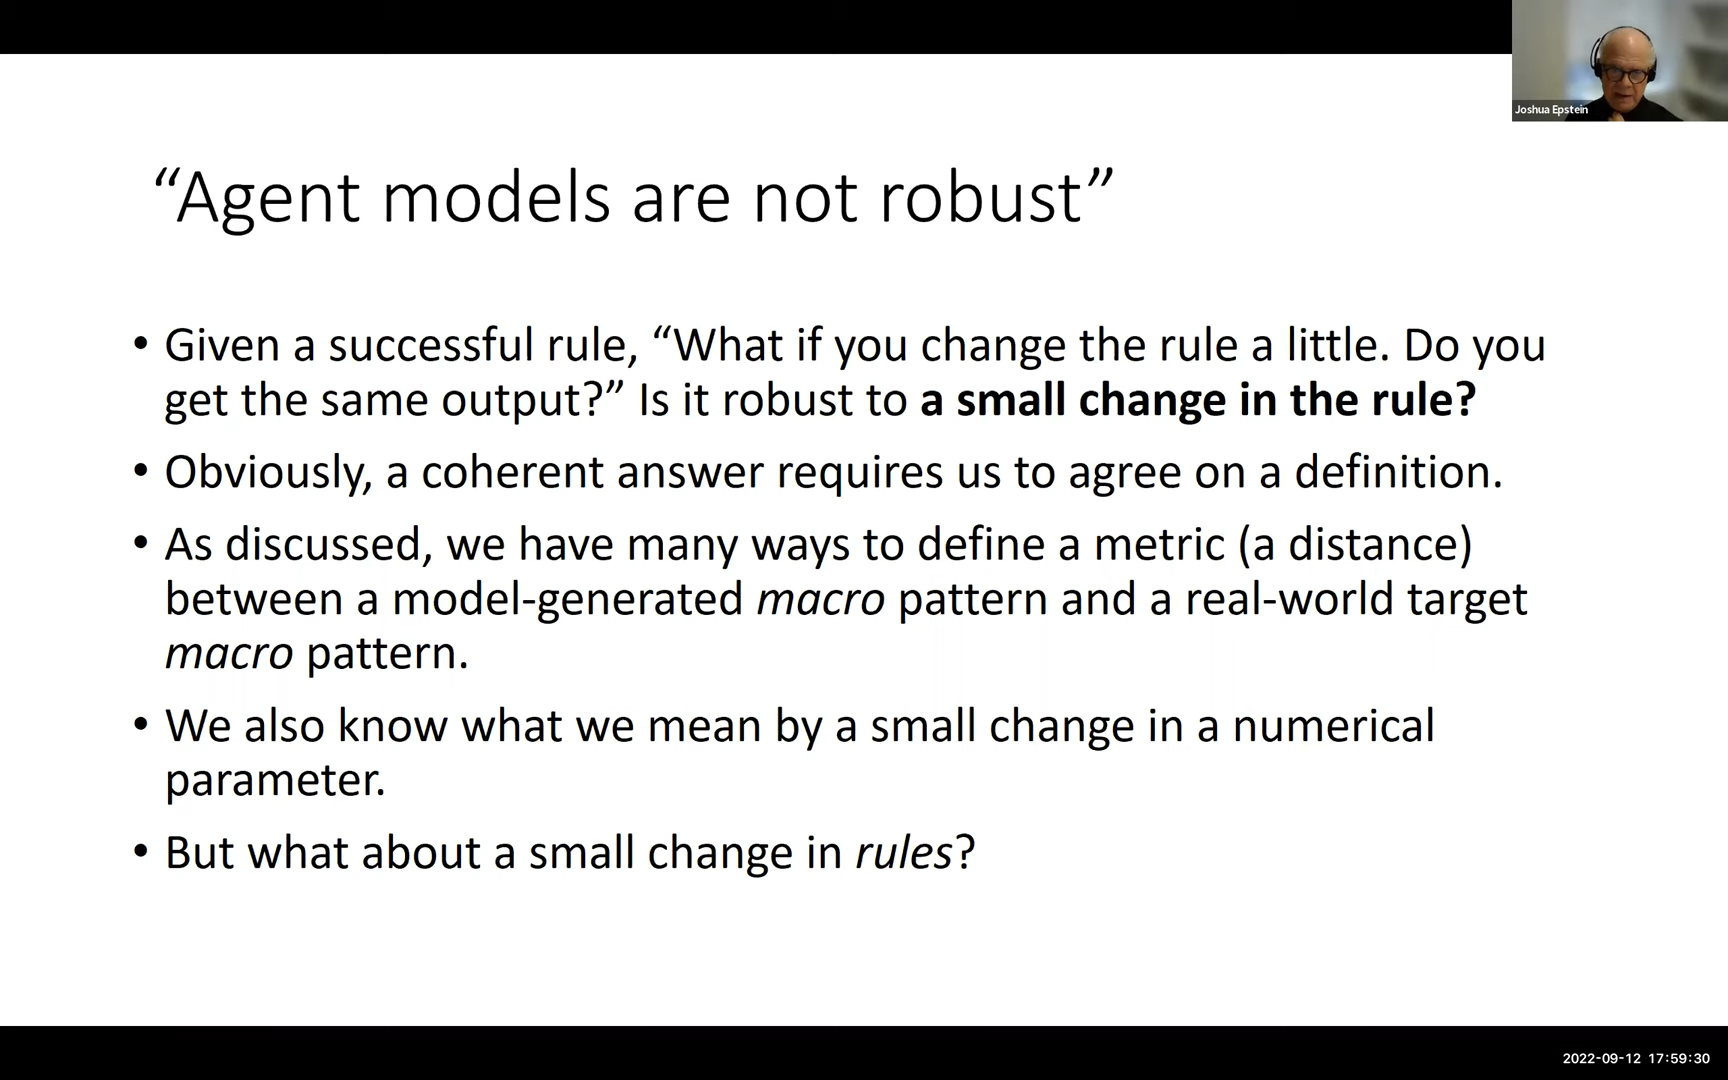 Joshua Epstein
“Agent models are not robust”
• Given a successful rule, “What if you change the rule a little. Do you
get the same output?” Is it robust to a small change in the rule?
• Obviously, a coherent answer requires us to agree on a definition.
• As discussed, we have many ways to define a metric (a distance)
between a model-generated macro pattern and a real-world target
macro pattern.
• We also know what we mean by a small change in a numerical
parameter.
• But what about a small change in rules?
2022-09-12 17:59:30